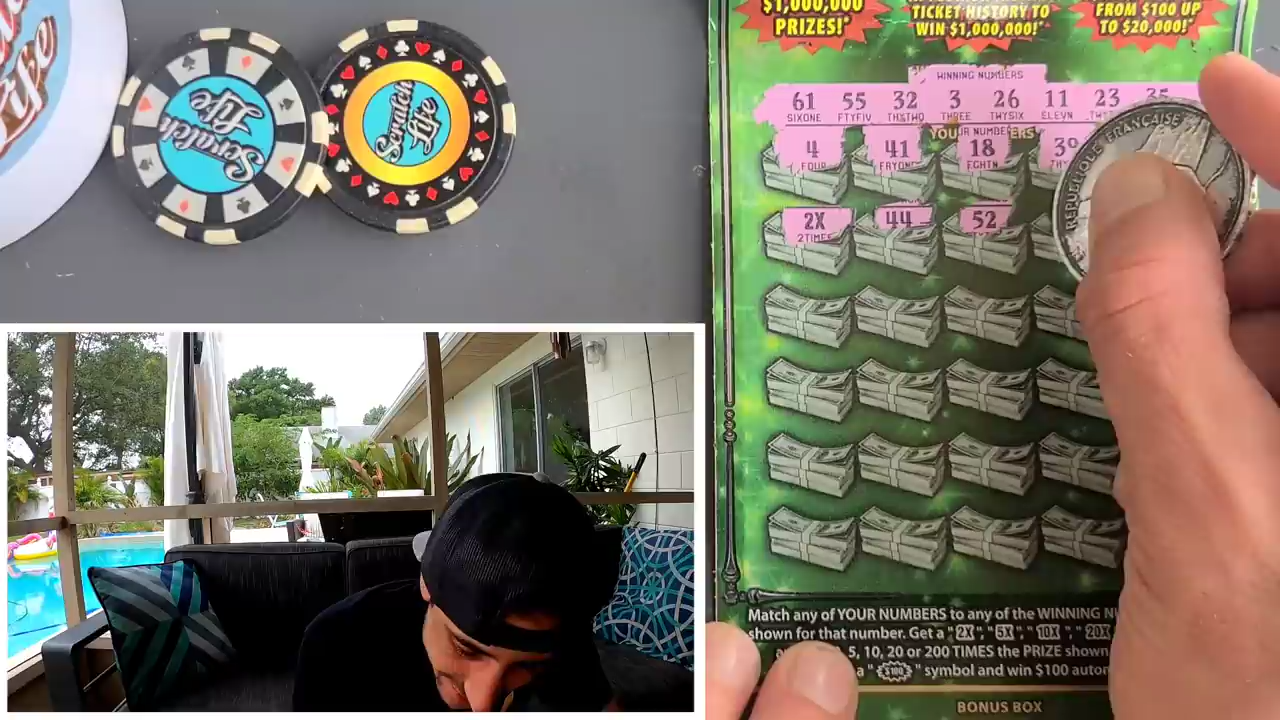 Scratch
Life
Scratch
Life
$1,000,000
PRIZES!*
TICKET HISTORY TO
WIN $1,000,000!*
FROM $100 UP
TO $20,000!*
WINNING NUMBERS
61 55 32 3 26 11 23 35
SIXONE FTYFIV THSTHO THREE THYSIX ELEVN
YOUR NUMBERS
4 41 18
FOUR FRYONE EGHTN
2X 44 52
2TIMES
REPUBLIQUE FRANÇAISE
Match any of YOUR NUMBERS to any of the WINNING
shown for that number. Get a "2X", "5X", "10X", "20X
5, 10, 20 or 200 TIMES the PRIZE shown
a "$100" symbol and win $100
BONUS BOX